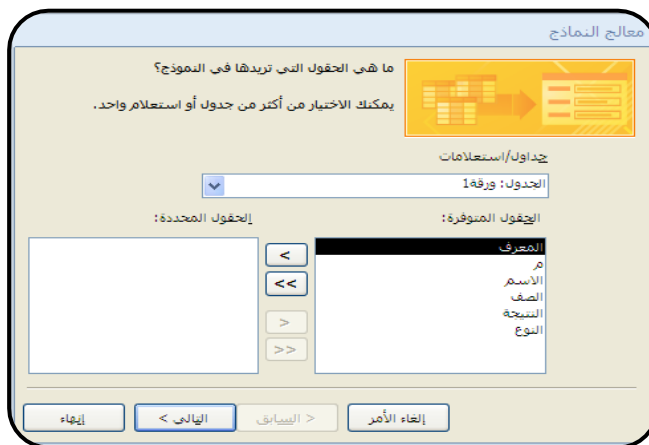 معالج النماذج
ما هي الحقول التي تريدها في النموذج؟
يمكنك الاختيار من أكثر من جدول أو استعلام واحد.
جداول/استعلامات
الجدول: ورقة1
الحقول المتوفرة:
الحقول المحددة:
المعرف
م
الاسم
الصف
النتيجة
النوع
<
<<
>
>>
إلغاء الأمر
< السابق
التالي >
إنهاء